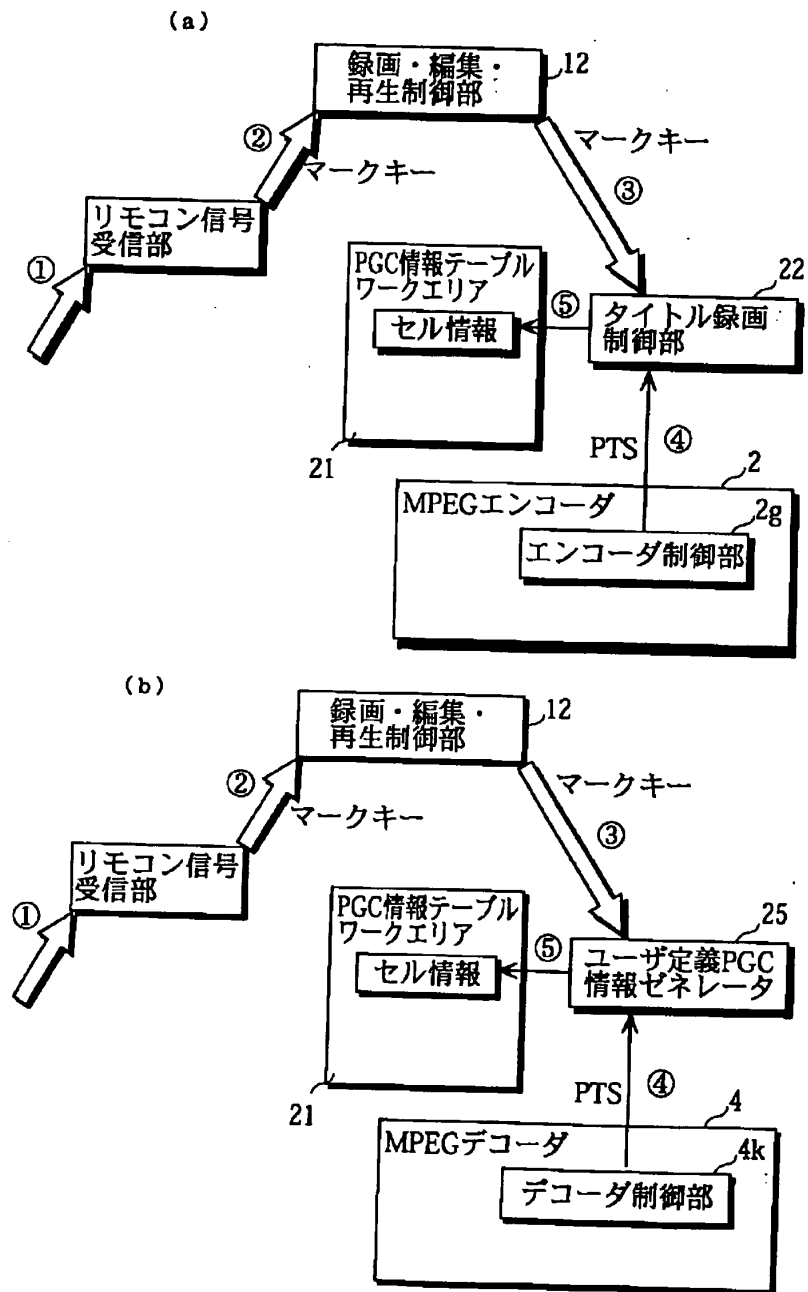 (a)
録画・編集・
再生制御部
12
②
マークキー
マークキー
③
リモコン信号
受信部
①
PGC情報テーブル
ワークエリア
セル情報
⑤
22
タイトル録画
制御部
21
PTS
④
2
MPEGエンコーダ
2g
エンコーダ制御部
(b)
録画・編集・
再生制御部
12
②
マークキー
マークキー
③
リモコン信号
受信部
①
PGC情報テーブル
ワークエリア
セル情報
⑤
25
ユーザ定義PGC
情報ゼネレータ
21
PTS
④
4
MPEGデコーダ
4k
デコーダ制御部